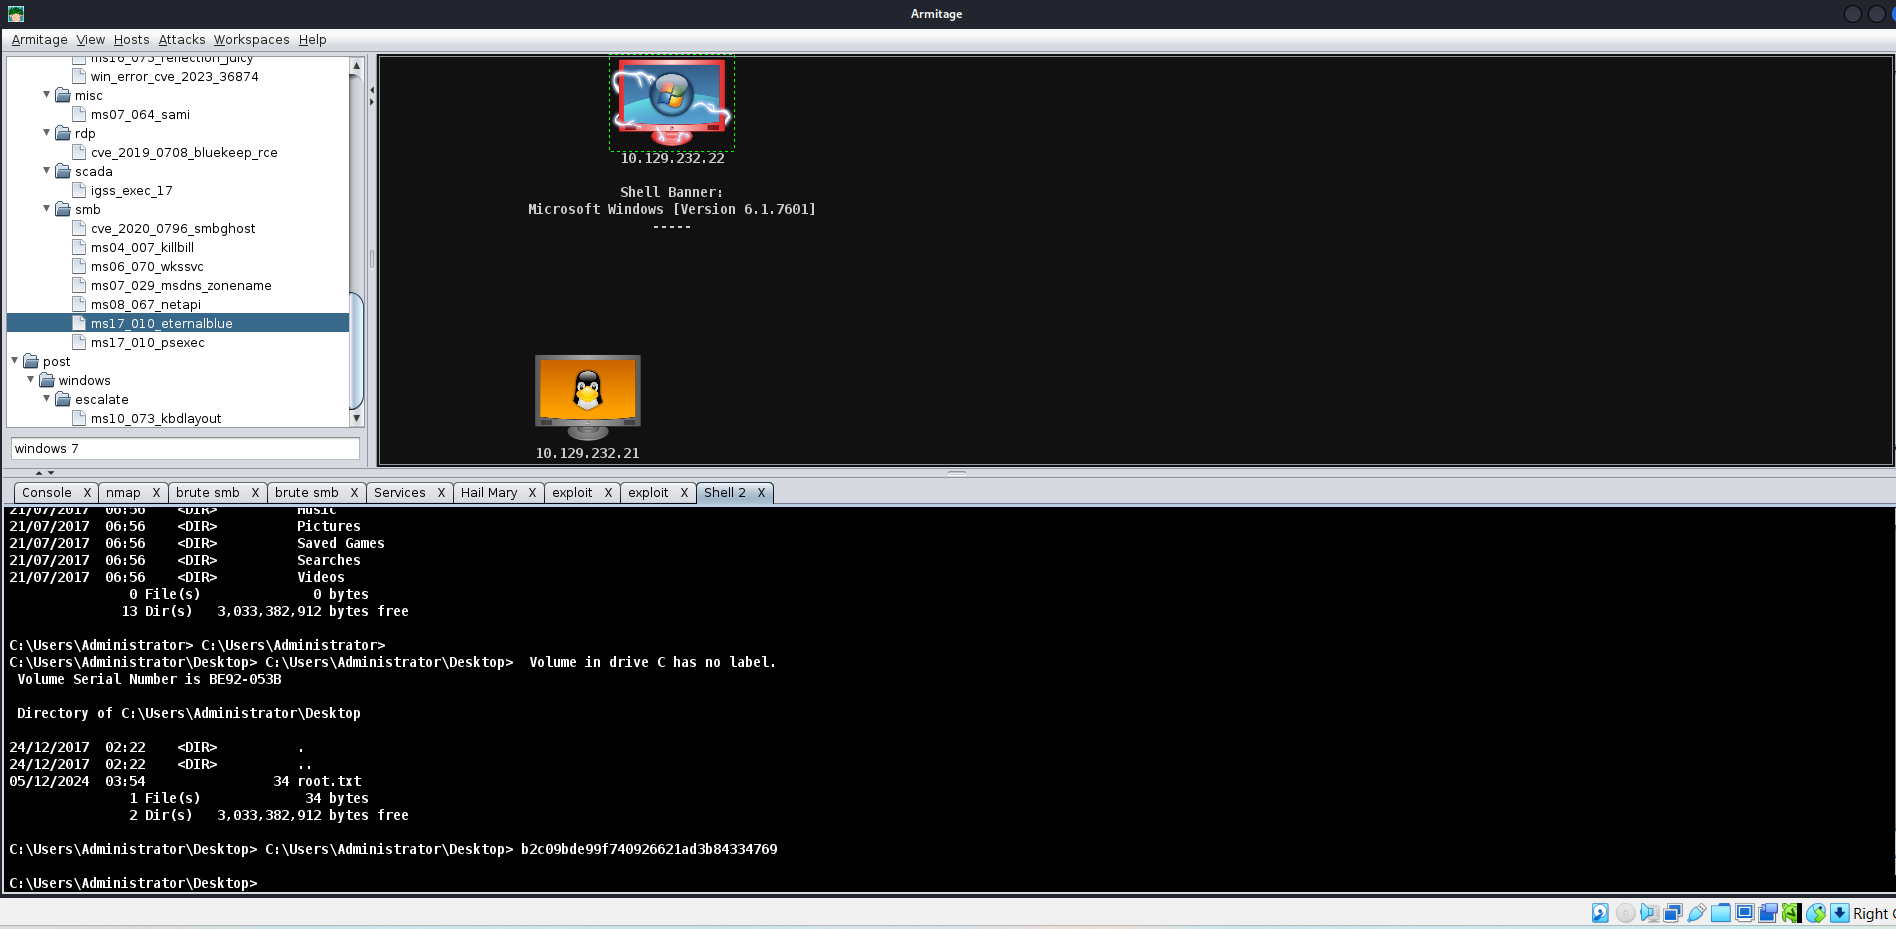 Armitage
Armitage View Hosts Attacks Workspaces Help
ms16_075_reflection_juicy
win_error_cve_2023_36874
misc
ms07_064_sami
rdp
cve_2019_0708_bluekeep_rce
scada
igss_exec_17
smb
cve_2020_0796_smbghost
ms04_007_killbill
ms06_070_wkssvc
ms07_029_msdns_zonename
ms08_067_netapi
ms17_010_eternalblue
ms17_010_psexec
post
windows
escalate
ms10_073_kbdlayout
windows 7
10.129.232.22
Shell Banner:
Microsoft Windows [Version 6.1.7601]
-----
10.129.232.21
Console X nmap X brute smb X brute smb X Services X Hail Mary X exploit X exploit X Shell 2 X
21/07/2017  06:56    <DIR>          Music
21/07/2017  06:56    <DIR>          Pictures
21/07/2017  06:56    <DIR>          Saved Games
21/07/2017  06:56    <DIR>          Searches
21/07/2017  06:56    <DIR>          Videos
0 File(s)              0 bytes
13 Dir(s)   3,033,382,912 bytes free
C:\Users\Administrator> C:\Users\Administrator>
C:\Users\Administrator\Desktop> C:\Users\Administrator\Desktop>  Volume in drive C has no label.
Volume Serial Number is BE92-053B
Directory of C:\Users\Administrator\Desktop
24/12/2017  02:22    <DIR>          .
24/12/2017  02:22    <DIR>          ..
05/12/2024  03:54                34 root.txt
1 File(s)             34 bytes
2 Dir(s)   3,033,382,912 bytes free
C:\Users\Administrator\Desktop> C:\Users\Administrator\Desktop> b2c09bde99f740926621ad3b84334769
C:\Users\Administrator\Desktop>
Right